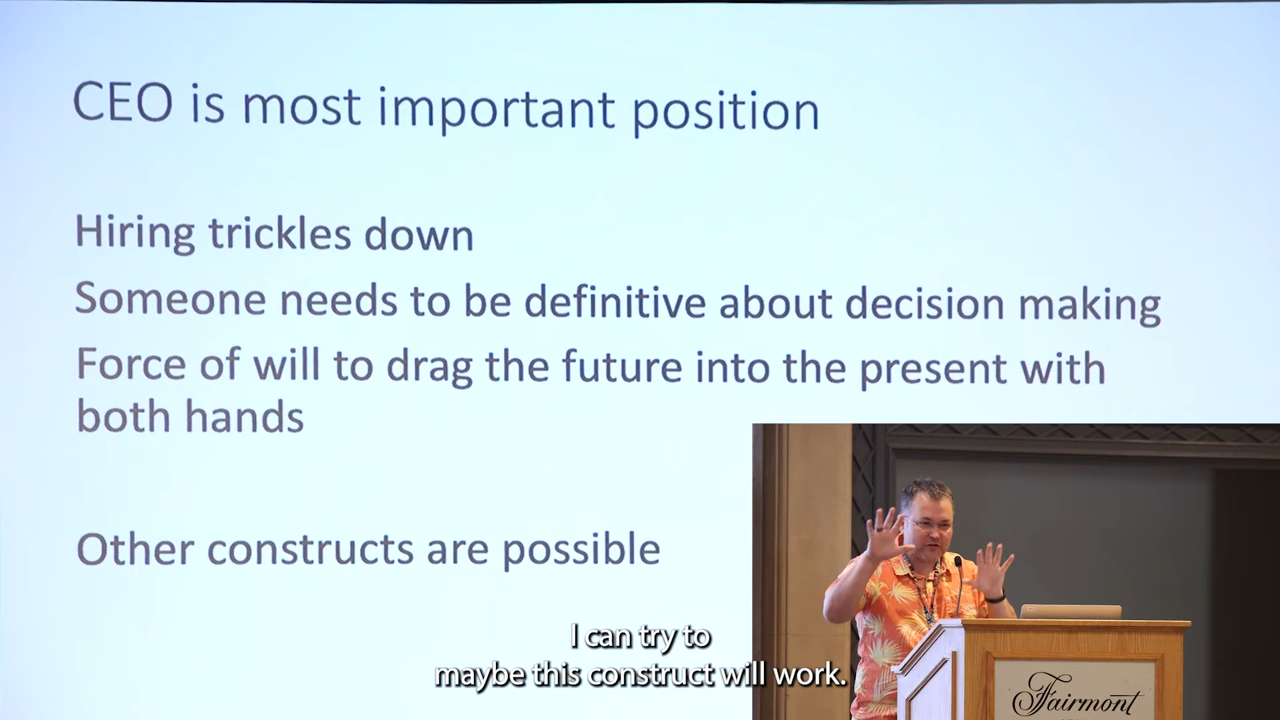 CEO is most important position
Hiring trickles down
Someone needs to be definitive about decision making
Force of will to drag the future into the present with
both hands
Other constructs are possible
I can try to
maybe this construct will work.
Fairmont